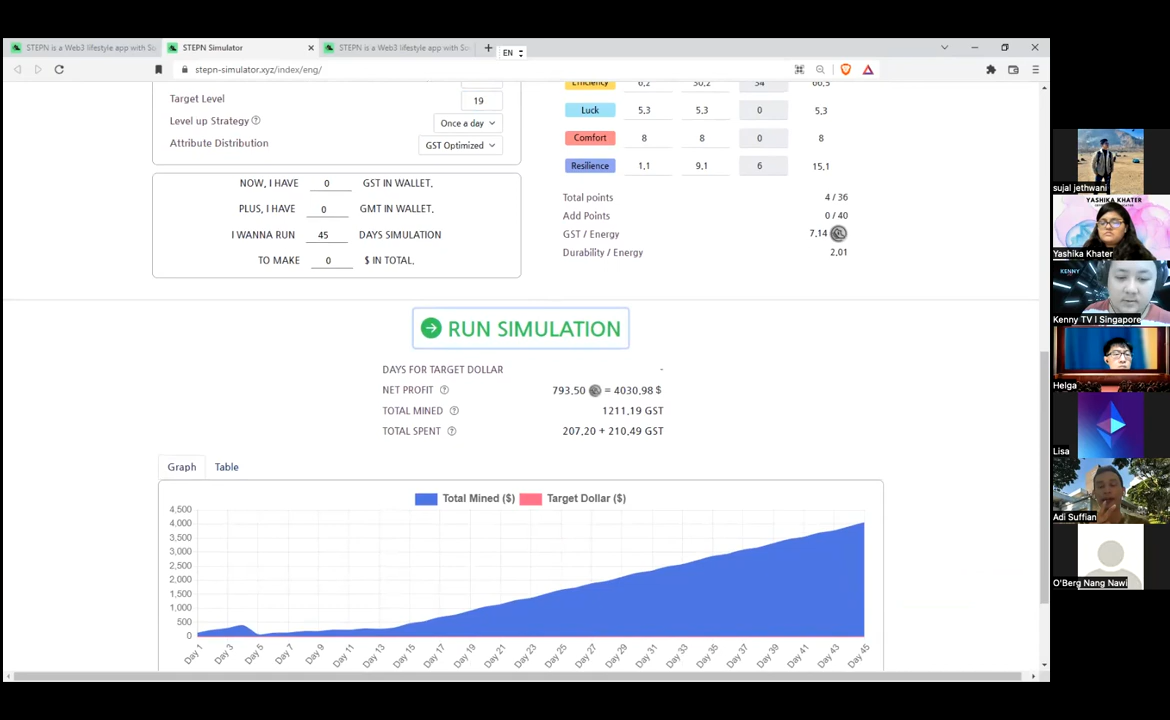 STEPN is a Web3 lifestyle app with So
STEPN Simulator
STEPN is a Web3 lifestyle app with Soc
EN
stepn-simulator.xyz/index/eng/
Target Level 19
Level up Strategy Once a day
Attribute Distribution GST Optimized
NOW, I HAVE 0 GST IN WALLET,
PLUS, I HAVE 0 GMT IN WALLET,
I WANNA RUN 45 DAYS SIMULATION
TO MAKE 0 $ IN TOTAL,
Efficiency 6,2 30,2 34 66,5
Luck 5,3 5,3 0 5,3
Comfort 8 8 0 8
Resilience 1,1 9,1 6 15,1
Total points 4 / 36
Add Points 0 / 40
GST / Energy 7,14
Durability / Energy 2,01
RUN SIMULATION
DAYS FOR TARGET DOLLAR -
NET PROFIT 793,50 = 4030,98 $
TOTAL MINED 1211,19 GST
TOTAL SPENT 207,20 + 210,49 GST
Graph Table
Total Mined ($) Target Dollar ($)
4,500
4,000
3,500
3,000
2,500
2,000
1,500
1,000
500
0
Day 1 Day 3 Day 5 Day 7 Day 9 Day 11 Day 13 Day 15 Day 17 Day 19 Day 21 Day 23 Day 25 Day 27 Day 29 Day 31 Day 33 Day 35 Day 37 Day 39 Day 41 Day 43 Day 45
sujal jethwani
YASHIKA KHATER
Yashika Khater
KENNY
Kenny TV I Singapore
Helga
Lisa
Adi Suffian
O'Berg Nang Nawi